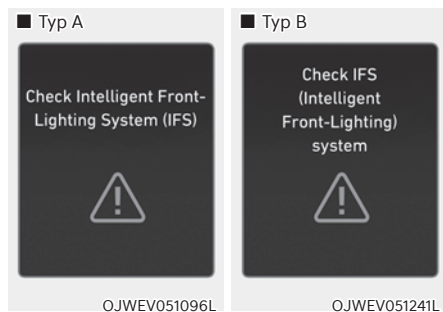 ■ Typ A
Check Intelligent Front-
Lighting System (IFS)
OJWEV051096L
■ Typ B
Check IFS
(Intelligent
Front-Lighting)
system
OJWEV051241L